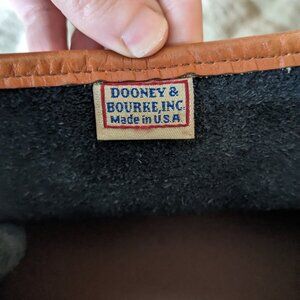 DOONEY &
BOURKE, INC.
Made in U.S.A